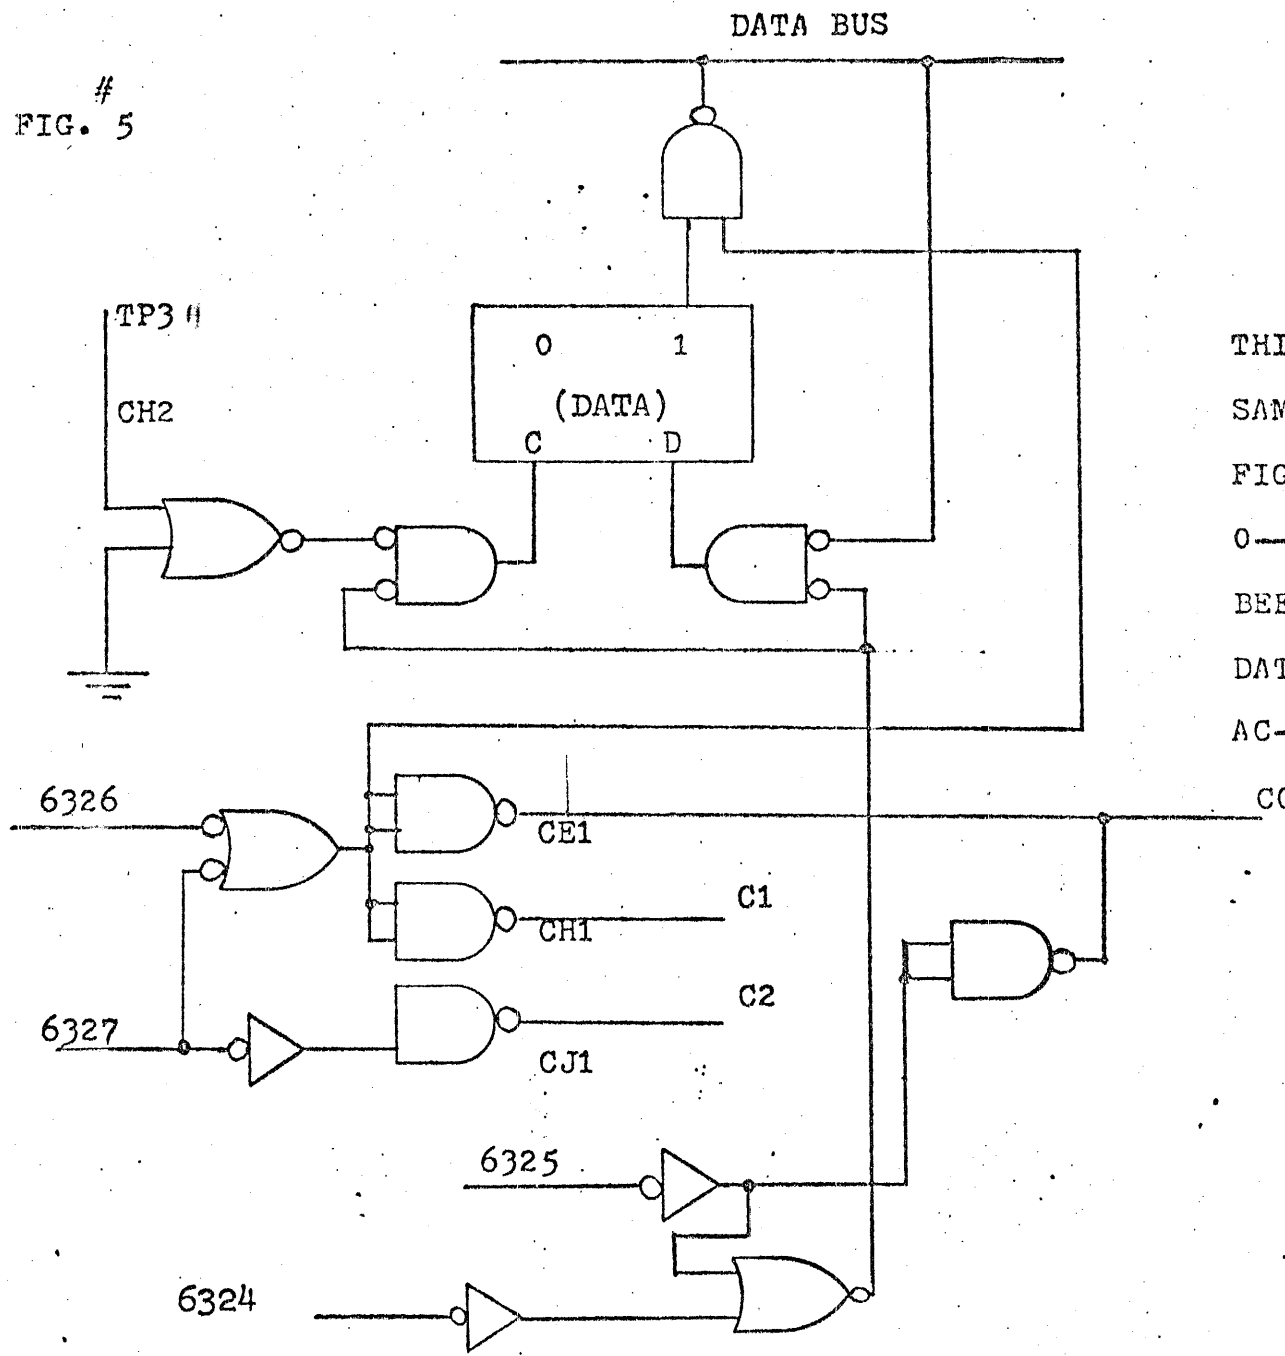 DATA BUS
#
FIG. 5
TP3
CH2
0 1
(DATA)
C D
THI
SAM
FIG
0—
BEE
DAT
AC-
CO
6326
CE1
C1
CH1
C2
6327
CJ1
6325
6324